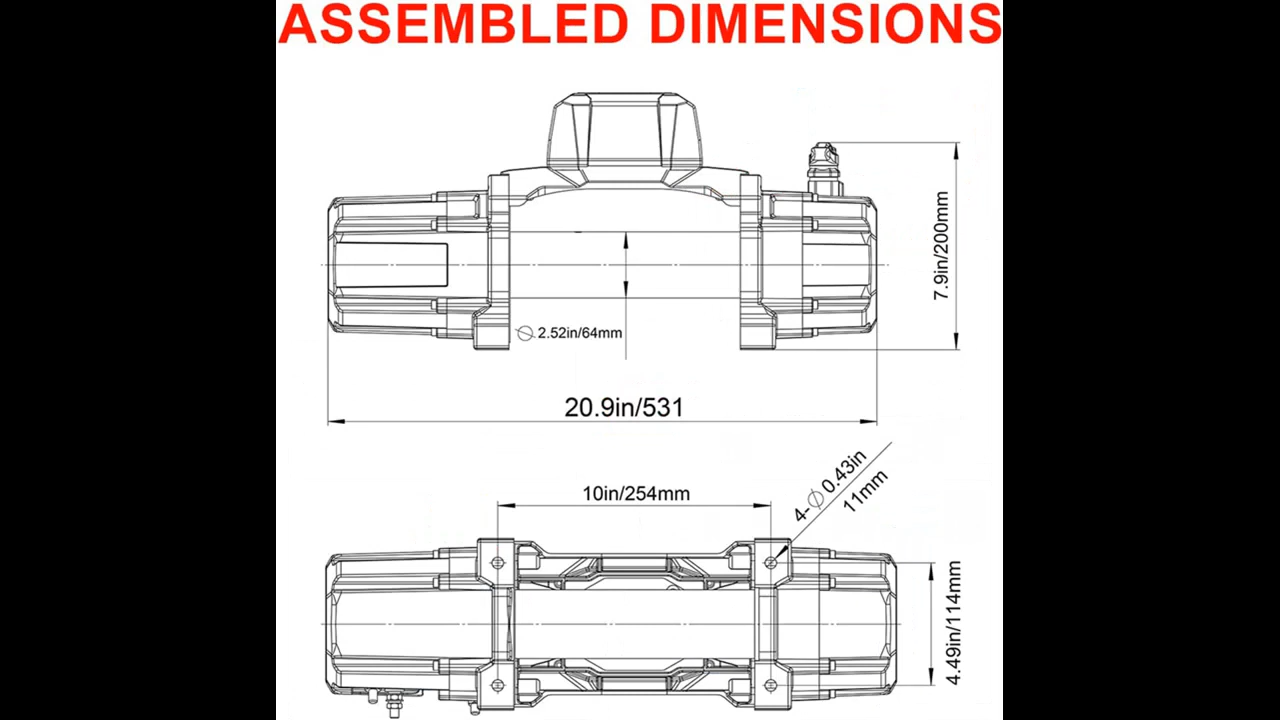 ASSEMBLED DIMENSIONS
7.9in/200mm
∅ 2.52in/64mm
20.9in/531
10in/254mm
4-∅ 0.43in
11mm
4.49in/114mm